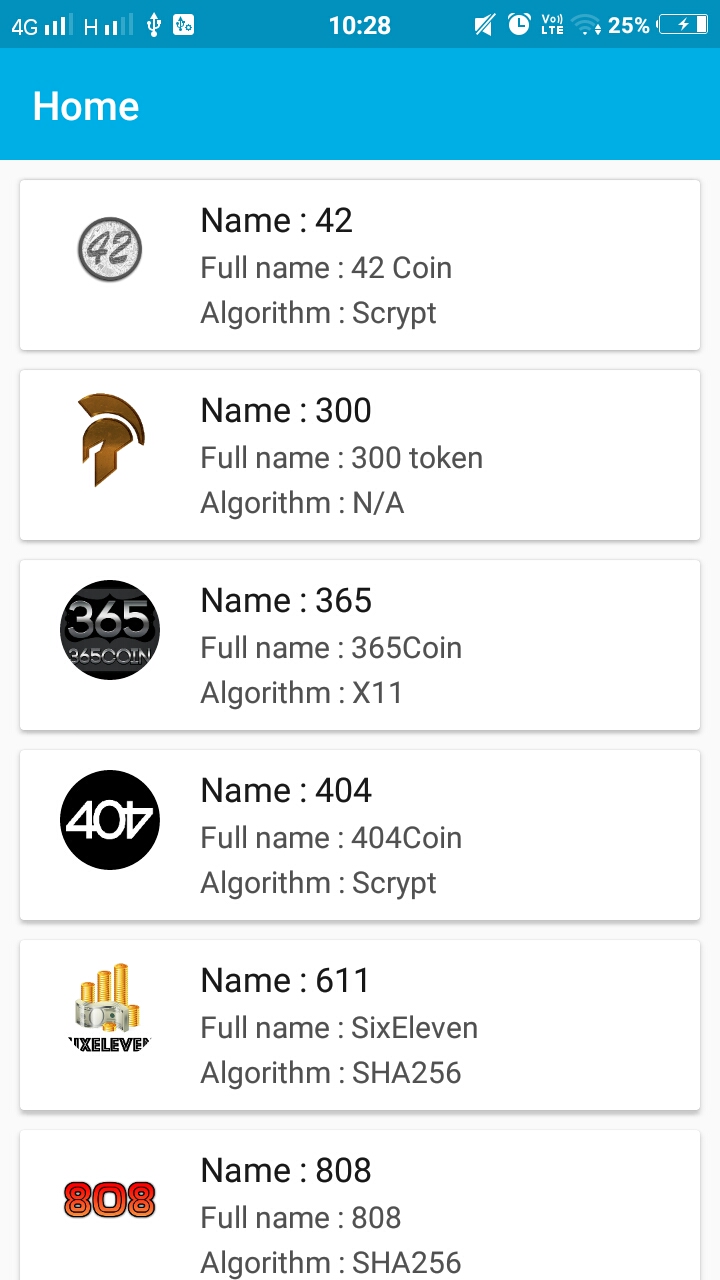 4G H 10:28 Vo)) LTE 25%
Home
42
Name : 42
Full name : 42 Coin
Algorithm : Scrypt
Name : 300
Full name : 300 token
Algorithm : N/A
365
365COIN
Name : 365
Full name : 365Coin
Algorithm : X11
404
Name : 404
Full name : 404Coin
Algorithm : Scrypt
Name : 611
Full name : SixEleven
Algorithm : SHA256
808
Name : 808
Full name : 808
Algorithm : SHA256